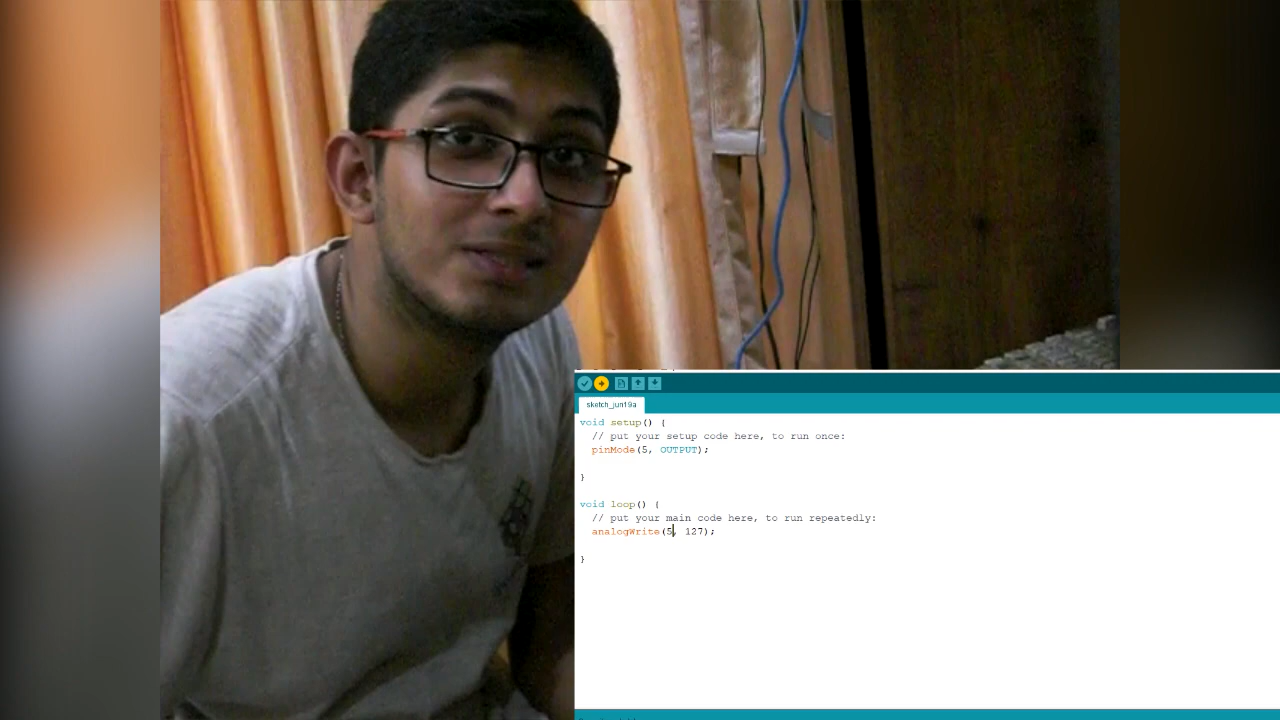 sketch_jun19a
void setup() {
// put your setup code here, to run once:
pinMode(5, OUTPUT);
}
void loop() {
// put your main code here, to run repeatedly:
analogWrite(5, 127);
}